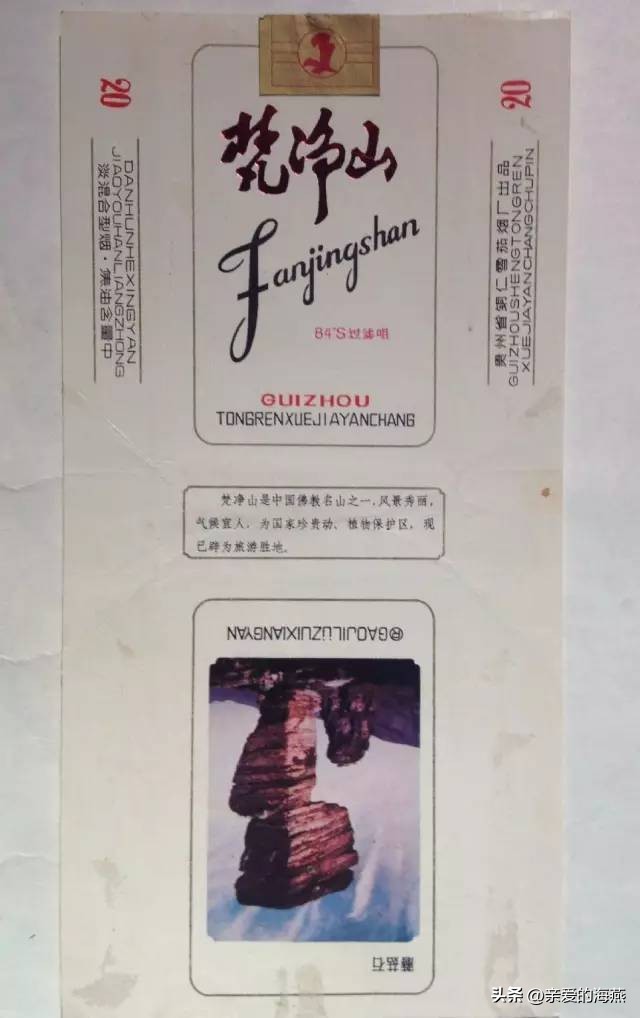 梵净山
Fanjingshan
84'S过滤咀
GUIZHOU
TONGRENXUEJIAYANCHANG
20
DANHUNHEXINGYAN
JIAOYOUHANLIANGZHONG
淡混合型烟·焦油含量中
20
贵州省铜仁雪茄烟厂出品
GUIZHOUSHENGTONGREN
XUEJIAYANCHANGCHUPIN
梵净山是中国佛教名山之一,风景秀丽,
气候宜人,为国家珍贵动、植物保护区,现
已辟为旅游胜地。
®GAOJILÜZUIXIANGYAN
蘑菇石
头条 @亲爱的海燕